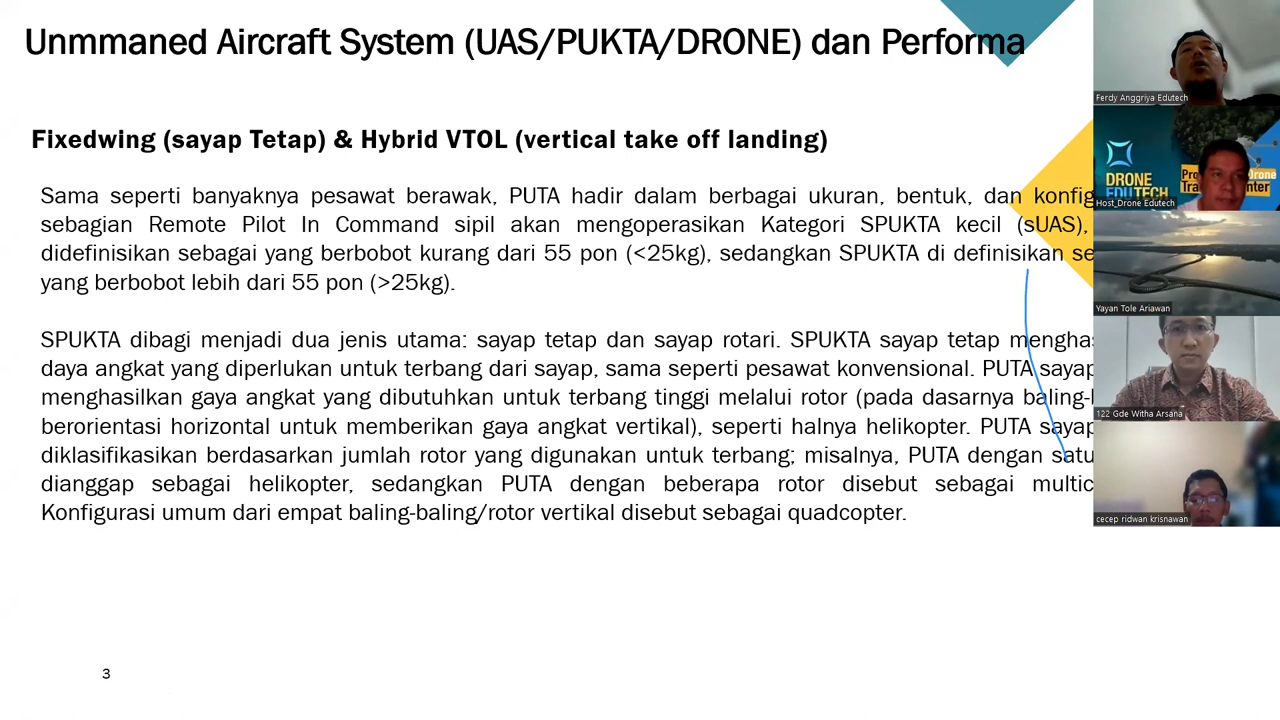 Unmmaned Aircraft System (UAS/PUKTA/DRONE) dan Performa
Fixedwing (sayap Tetap) & Hybrid VTOL (vertical take off landing)
Sama seperti banyaknya pesawat berawak, PUTA hadir dalam berbagai ukuran, bentuk, dan
sebagian Remote Pilot In Command sipil akan mengoperasikan Kategori SPUKTA kecil (sUAS),
didefinisikan sebagai yang berbobot kurang dari 55 pon (<25kg), sedangkan SPUKTA di definisikan
yang berbobot lebih dari 55 pon (>25kg).
SPUKTA dibagi menjadi dua jenis utama: sayap tetap dan sayap rotari. SPUKTA sayap tetap
daya angkat yang diperlukan untuk terbang dari sayap, sama seperti pesawat konvensional. PUTA sayap
menghasilkan gaya angkat yang dibutuhkan untuk terbang tinggi melalui rotor (pada dasarnya
berorientasi horizontal untuk memberikan gaya angkat vertikal), seperti halnya helikopter. PUTA sayap
diklasifikasikan berdasarkan jumlah rotor yang digunakan untuk terbang; misalnya, PUTA dengan satu
dianggap sebagai helikopter, sedangkan PUTA dengan beberapa rotor disebut sebagai
Konfigurasi umum dari empat baling-baling/rotor vertikal disebut sebagai quadcopter.
3
Ferdy Anggriya Edutech
DRONE
EDUTECH
Host_Drone Edutech
Yayan Tole Ariawan
122 Gde Witha Arsana
cecep ridwan krisnawan